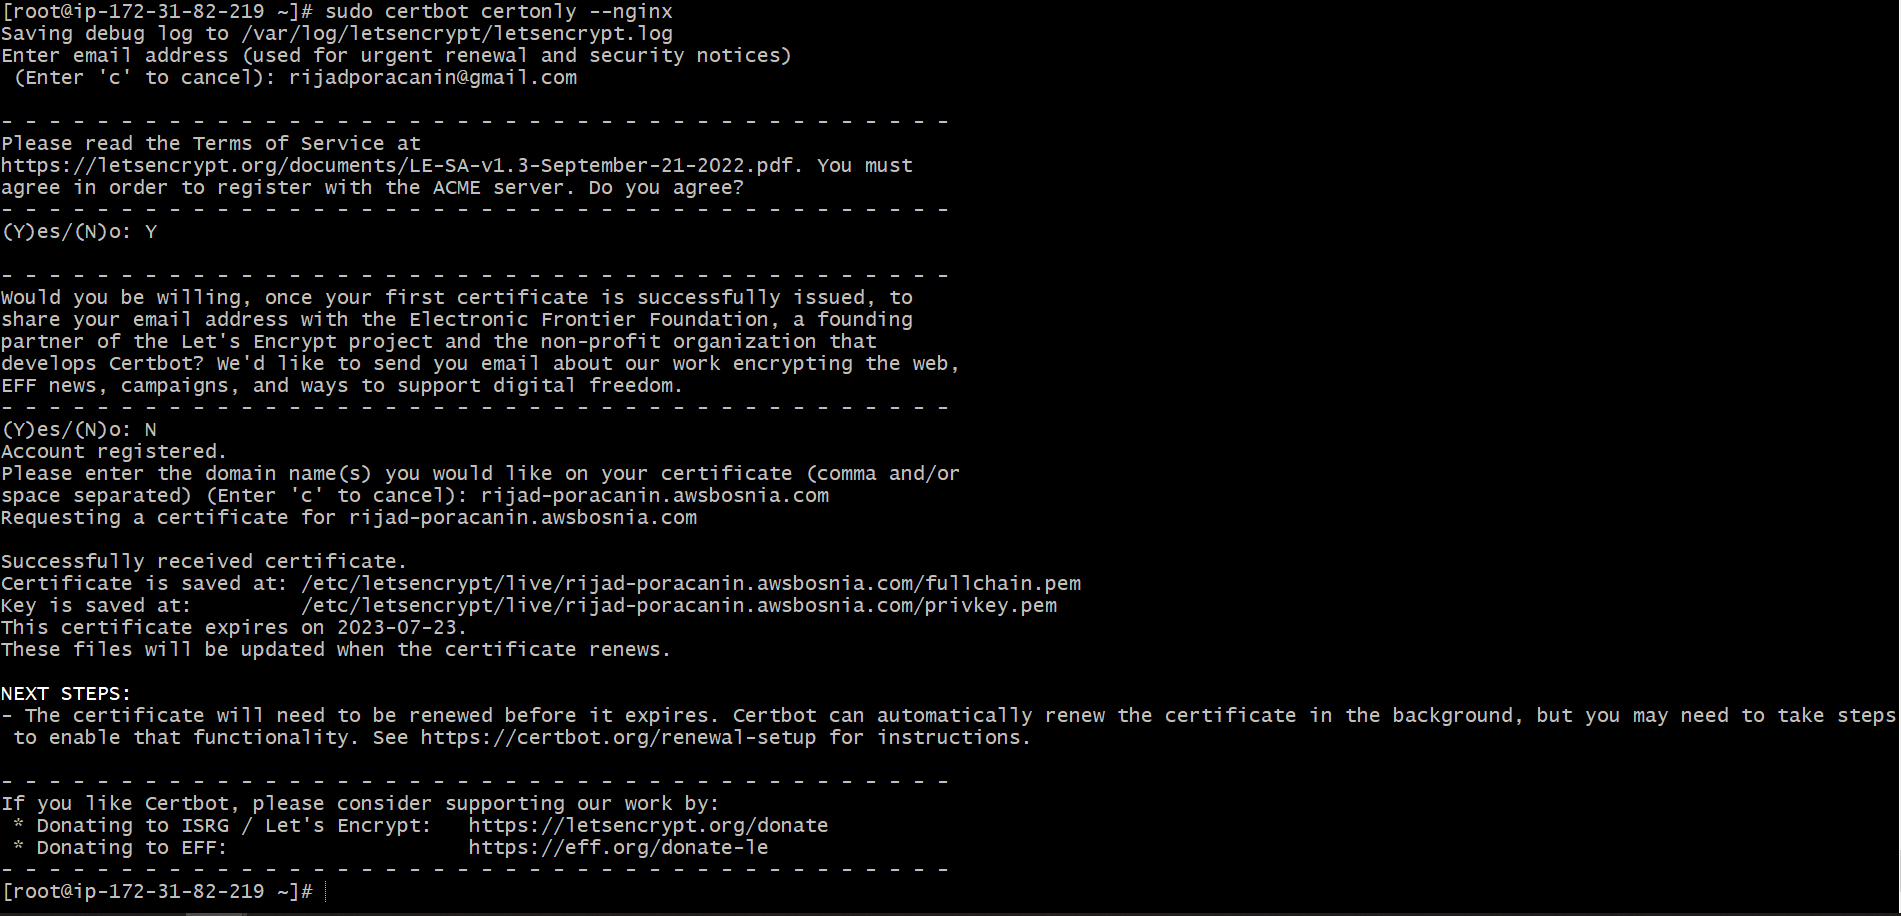 [root@ip-172-31-82-219 ~]# sudo certbot certonly --nginx
Saving debug log to /var/log/letsencrypt/letsencrypt.log
Enter email address (used for urgent renewal and security notices)
 (Enter 'c' to cancel): rijadporacanin@gmail.com

- - - - - - - - - - - - - - - - - - - - - - - - - - - - - - - - - - - - - - - -
Please read the Terms of Service at
https://letsencrypt.org/documents/LE-SA-v1.3-September-21-2022.pdf. You must
agree in order to register with the ACME server. Do you agree?
- - - - - - - - - - - - - - - - - - - - - - - - - - - - - - - - - - - - - - - -
(Y)es/(N)o: Y

- - - - - - - - - - - - - - - - - - - - - - - - - - - - - - - - - - - - - - - -
Would you be willing, once your first certificate is successfully issued, to
share your email address with the Electronic Frontier Foundation, a founding
partner of the Let's Encrypt project and the non-profit organization that
develops Certbot? We'd like to send you email about our work encrypting the web,
EFF news, campaigns, and ways to support digital freedom.
- - - - - - - - - - - - - - - - - - - - - - - - - - - - - - - - - - - - - - - -
(Y)es/(N)o: N
Account registered.
Please enter the domain name(s) you would like on your certificate (comma and/or
space separated) (Enter 'c' to cancel): rijad-poracanin.awsbosnia.com
Requesting a certificate for rijad-poracanin.awsbosnia.com

Successfully received certificate.
Certificate is saved at: /etc/letsencrypt/live/rijad-poracanin.awsbosnia.com/fullchain.pem
Key is saved at:         /etc/letsencrypt/live/rijad-poracanin.awsbosnia.com/privkey.pem
This certificate expires on 2023-07-23.
These files will be updated when the certificate renews.

NEXT STEPS:
- The certificate will need to be renewed before it expires. Certbot can automatically renew the certificate in the background, but you may need to take steps
 to enable that functionality. See https://certbot.org/renewal-setup for instructions.

- - - - - - - - - - - - - - - - - - - - - - - - - - - - - - - - - - - - - - - -
If you like Certbot, please consider supporting our work by:
 * Donating to ISRG / Let's Encrypt:   https://letsencrypt.org/donate
 * Donating to EFF:                    https://eff.org/donate-le
- - - - - - - - - - - - - - - - - - - - - - - - - - - - - - - - - - - - - - - -
[root@ip-172-31-82-219 ~]#